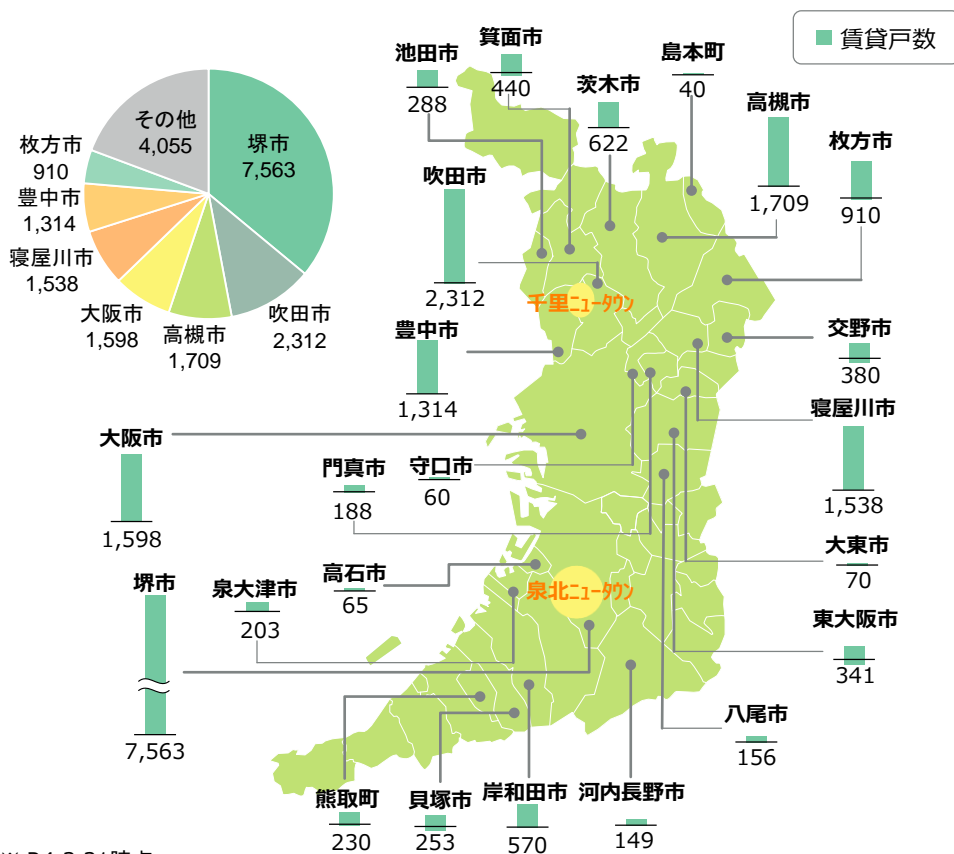 賃貸戸数
その他
4,055
堺市
7,563
枚方市
910
豊中市
1,314
寝屋川市
1,538
大阪市
1,598
高槻市
1,709
吹田市
2,312
池田市
288
箕面市
440
茨木市
622
島本町
40
高槻市
1,709
枚方市
910
吹田市
2,312
千里ニュータウン
豊中市
1,314
交野市
380
寝屋川市
1,538
大阪市
1,598
門真市
188
守口市
60
大東市
70
堺市
7,563
泉大津市
203
高石市
65
泉北ニュータウン
東大阪市
341
八尾市
156
熊取町
230
貝塚市
253
岸和田市
570
河内長野市
149